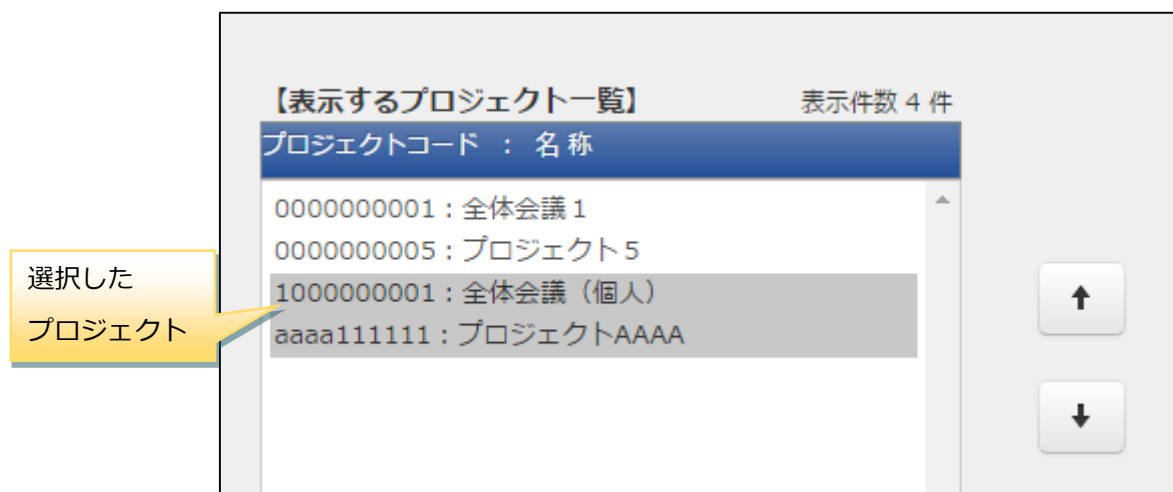 【表示するプロジェクト一覧】 表示件数 4 件
プロジェクトコード : 名称
0000000001 : 全体会議1
0000000005 : プロジェクト5
1000000001 : 全体会議（個人）
aaaa111111 : プロジェクトAAAA
選択した
プロジェクト